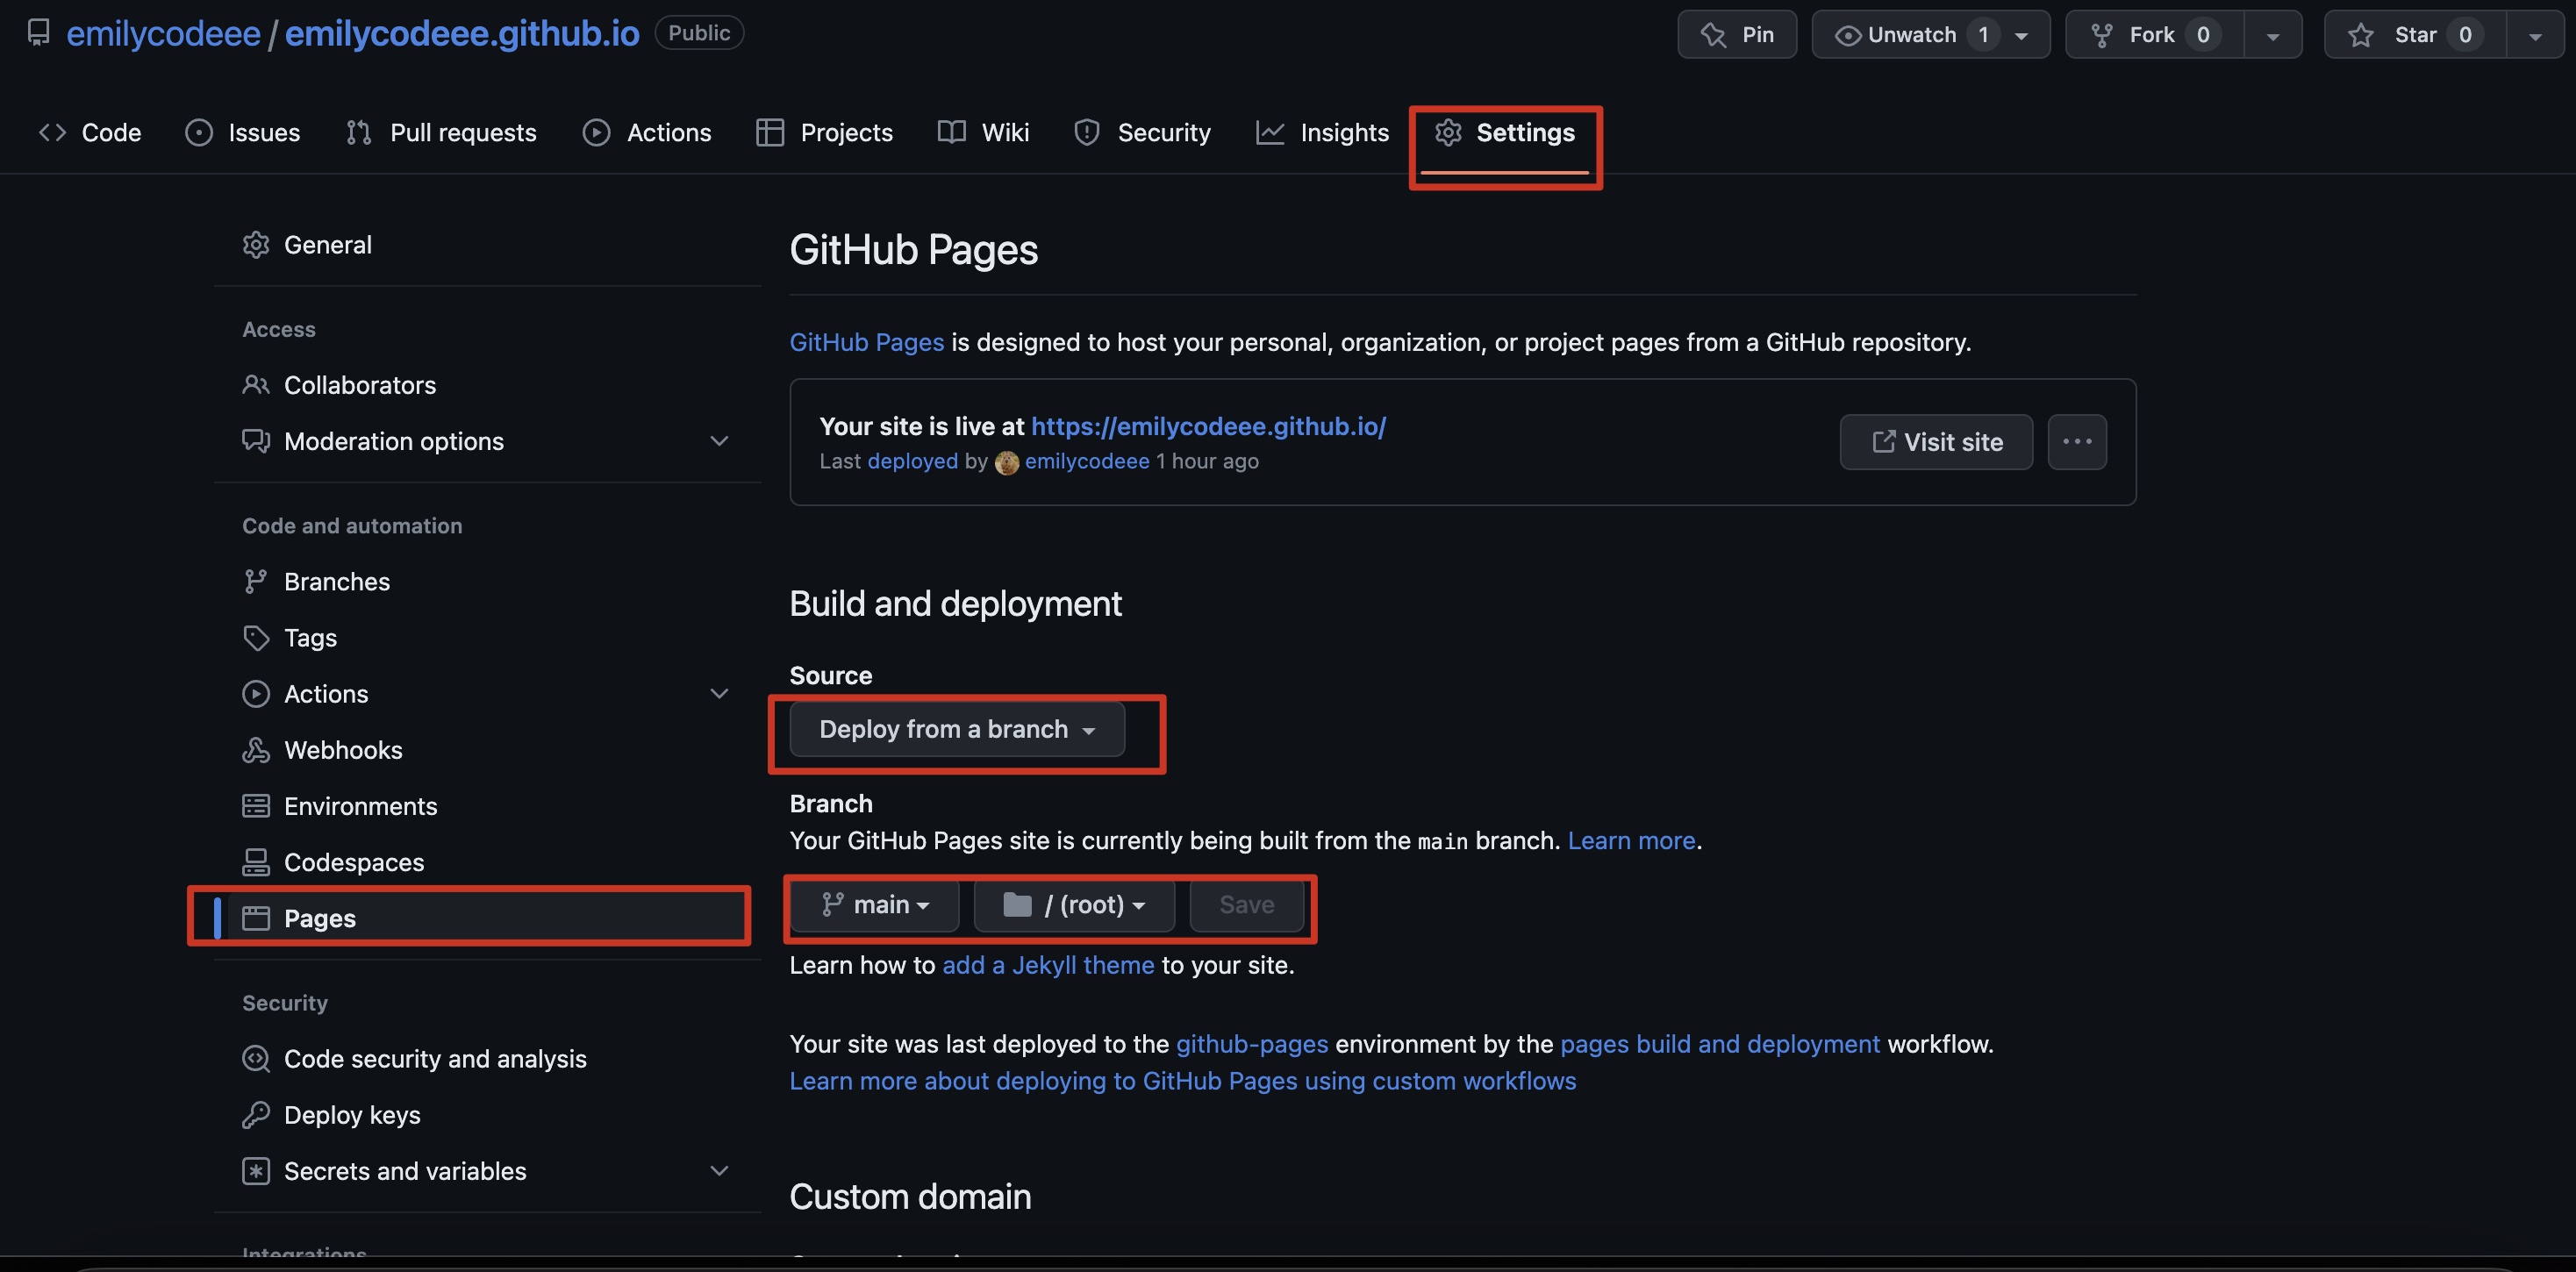 emilycodeee / emilycodeee.github.io Public
Pin Unwatch 1 Fork 0 Star 0
Code Issues Pull requests Actions Projects Wiki Security Insights Settings
General
Access
Collaborators
Moderation options
Code and automation
Branches
Tags
Actions
Webhooks
Environments
Codespaces
Pages
Security
Code security and analysis
Deploy keys
Secrets and variables
Integrations
GitHub Pages
GitHub Pages is designed to host your personal, organization, or project pages from a GitHub repository.
Your site is live at https://emilycodeee.github.io/
Last deployed by emilycodeee 1 hour ago
Visit site
Build and deployment
Source
Deploy from a branch
Branch
Your GitHub Pages site is currently being built from the main branch. Learn more.
main / (root) Save
Learn how to add a Jekyll theme to your site.
Your site was last deployed to the github-pages environment by the pages build and deployment workflow.
Learn more about deploying to GitHub Pages using custom workflows
Custom domain